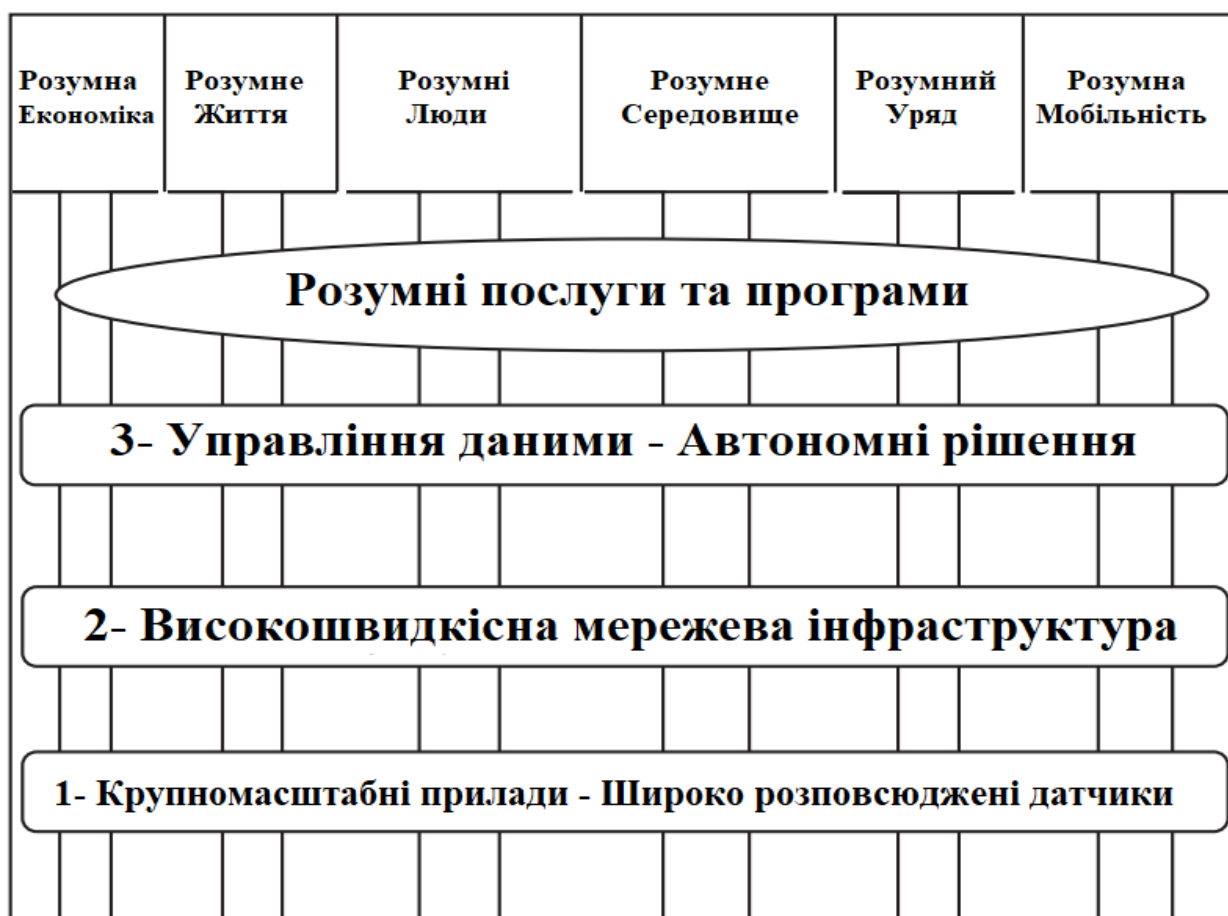 Розумна
Економіка
Розумне
Життя
Розумні
Люди
Розумне
Середовище
Розумний
Уряд
Розумна
Мобільність
Розумні послуги та програми
3- Управління даними - Автономні рішення
2- Високошвидкісна мережева інфраструктура
1- Крупномасштабні прилади - Широко розповсюджені датчики